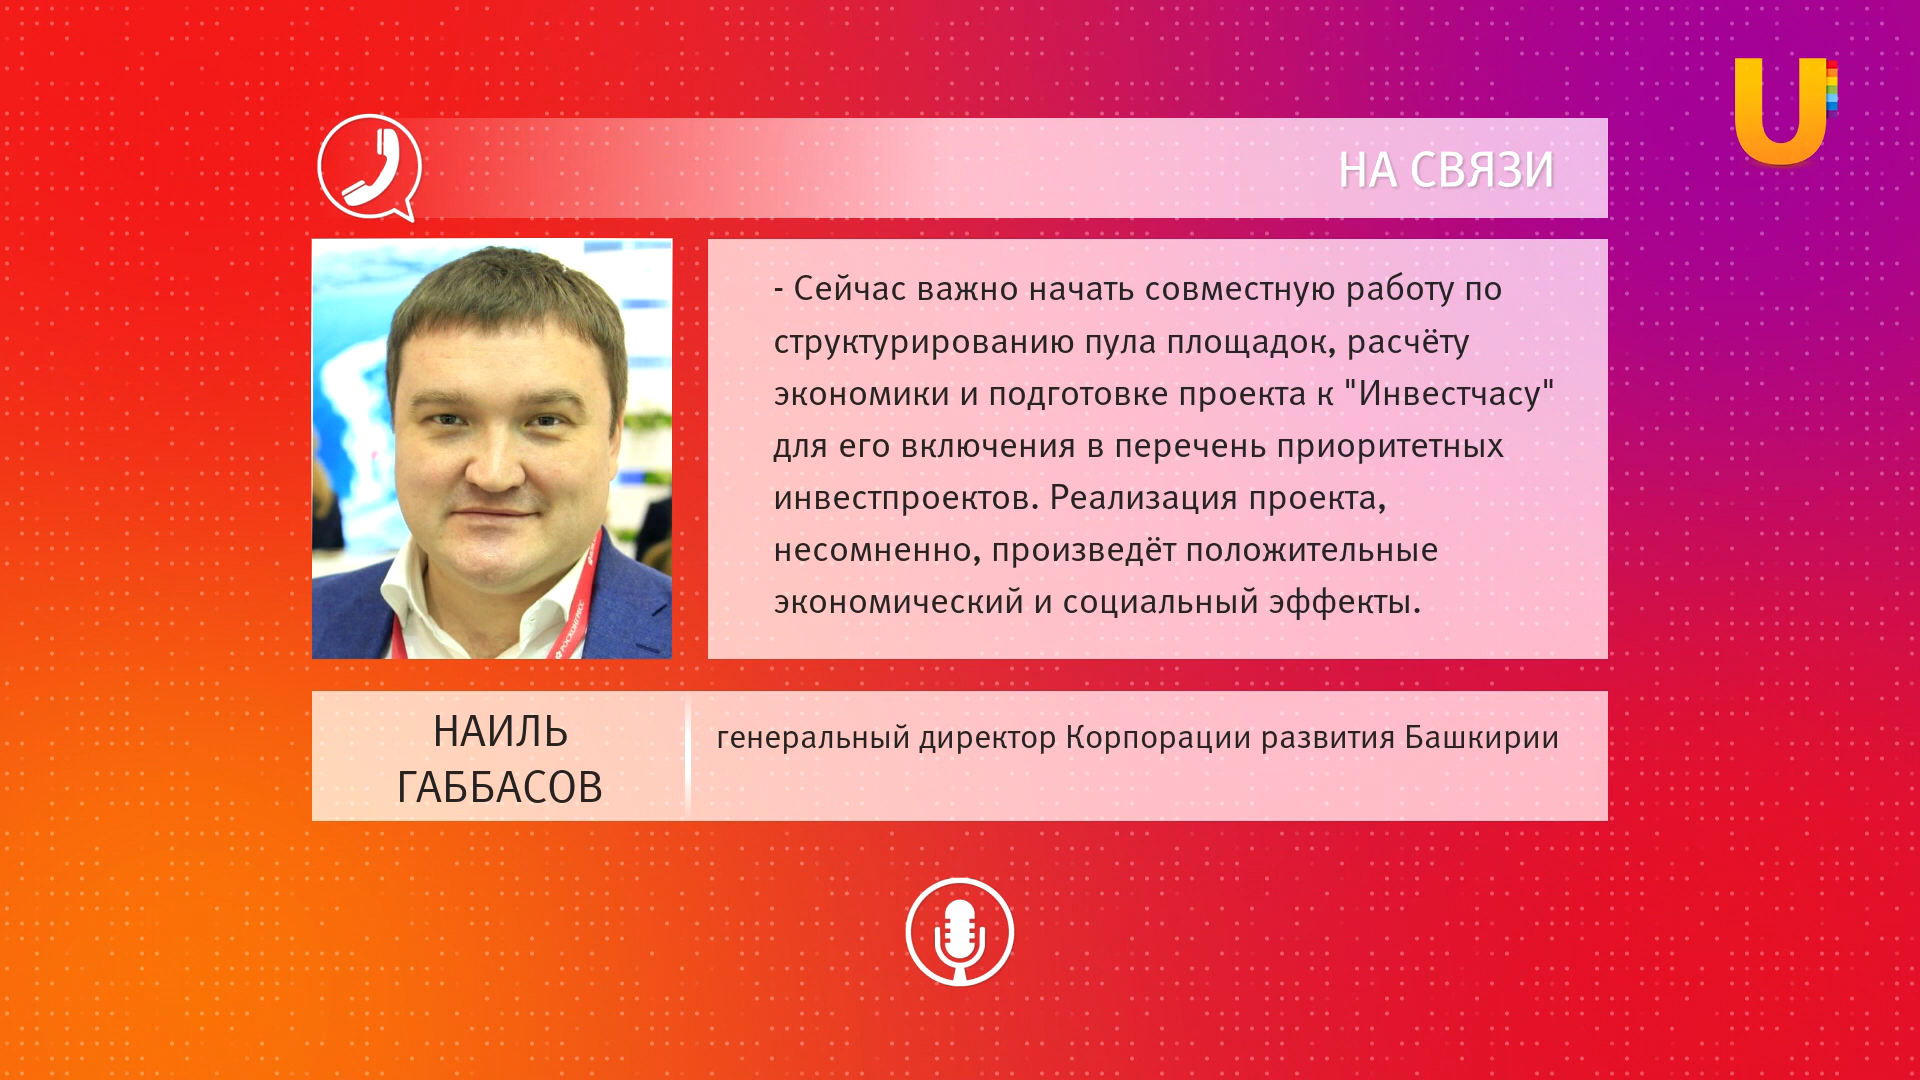 U
НА СВЯЗИ
- Сейчас важно начать совместную работу по
структурированию пула площадок, расчёту
экономики и подготовке проекта к "Инвестчасу"
для его включения в перечень приоритетных
инвестпроектов. Реализация проекта,
несомненно, произведёт положительные
экономический и социальный эффекты.
РОСКОНГРЕСС
НАИЛЬ
ГАББАСОВ
генеральный директор Корпорации развития Башкирии